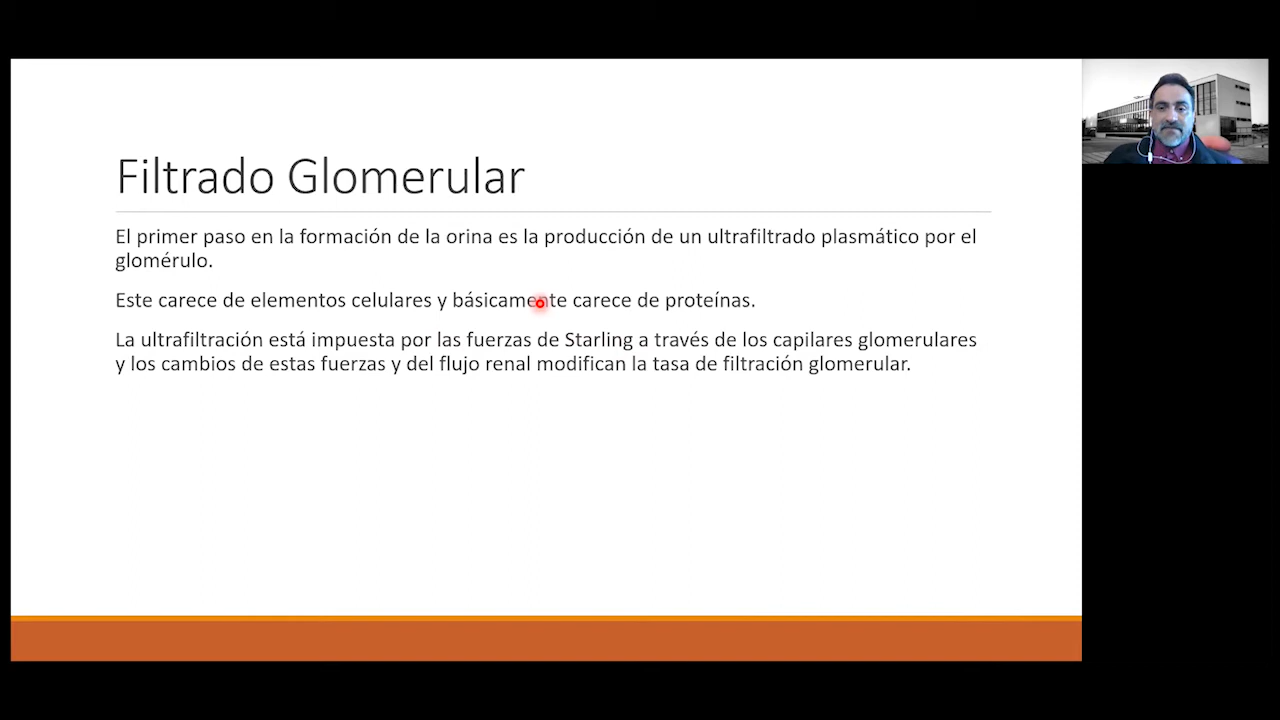 Filtrado Glomerular
El primer paso en la formación de la orina es la producción de un ultrafiltrado plasmático por el
glomérulo.
Este carece de elementos celulares y básicamente carece de proteínas.
La ultrafiltración está impuesta por las fuerzas de Starling a través de los capilares glomerulares
y los cambios de estas fuerzas y del flujo renal modifican la tasa de filtración glomerular.